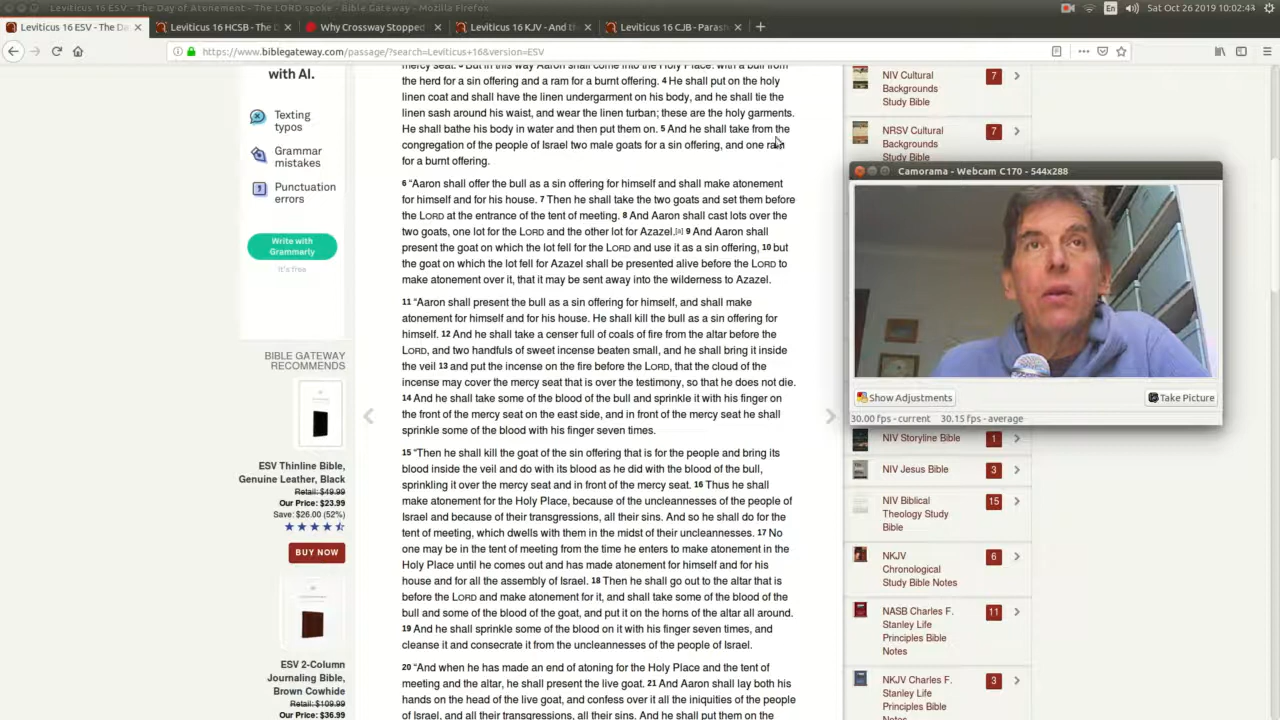 Leviticus 16 ESV - The Day of Atonement - The LORD spoke - Bible Gateway - Mozilla Firefox
En
Sat Oct 26 2019 10:02:43
Leviticus 16 ESV - The Da
Leviticus 16 HCSB - The D
Why Crossway Stopped
Leviticus 16 KJV - And th
Leviticus 16 CJB - Parash
https://www.biblegateway.com/passage/?search=Leviticus+16&version=ESV
with AI.
Texting
typos
Grammar
mistakes
Punctuation
errors
Write with
Grammarly
It's free
BIBLE GATEWAY
RECOMMENDS
ESV Thinline Bible,
Genuine Leather, Black
Retail: $49.99
Our Price: $23.99
Save: $26.00 (52%)
BUY NOW
ESV 2-Column
Journaling Bible,
Brown Cowhide
Retail: $109.99
Our Price: $36.99
mercy seat. 3 But in this way Aaron shall come into the Holy Place: with a bull from
the herd for a sin offering and a ram for a burnt offering. 4 He shall put on the holy
linen coat and shall have the linen undergarment on his body, and he shall tie the
linen sash around his waist, and wear the linen turban; these are the holy garments.
He shall bathe his body in water and then put them on. 5 And he shall take from the
congregation of the people of Israel two male goats for a sin offering, and one ram
for a burnt offering.
6 “Aaron shall offer the bull as a sin offering for himself and shall make atonement
for himself and for his house. 7 Then he shall take the two goats and set them before
the LORD at the entrance of the tent of meeting. 8 And Aaron shall cast lots over the
two goats, one lot for the LORD and the other lot for Azazel.[a] 9 And Aaron shall
present the goat on which the lot fell for the LORD and use it as a sin offering, 10 but
the goat on which the lot fell for Azazel shall be presented alive before the LORD to
make atonement over it, that it may be sent away into the wilderness to Azazel.
11 “Aaron shall present the bull as a sin offering for himself, and shall make
atonement for himself and for his house. He shall kill the bull as a sin offering for
himself. 12 And he shall take a censer full of coals of fire from the altar before the
LORD, and two handfuls of sweet incense beaten small, and he shall bring it inside
the veil 13 and put the incense on the fire before the LORD, that the cloud of the
incense may cover the mercy seat that is over the testimony, so that he does not die.
14 And he shall take some of the blood of the bull and sprinkle it with his finger on
the front of the mercy seat on the east side, and in front of the mercy seat he shall
sprinkle some of the blood with his finger seven times.
15 “Then he shall kill the goat of the sin offering that is for the people and bring its
blood inside the veil and do with its blood as he did with the blood of the bull,
sprinkling it over the mercy seat and in front of the mercy seat. 16 Thus he shall
make atonement for the Holy Place, because of the uncleannesses of the people of
Israel and because of their transgressions, all their sins. And so he shall do for the
tent of meeting, which dwells with them in the midst of their uncleannesses. 17 No
one may be in the tent of meeting from the time he enters to make atonement in the
Holy Place until he comes out and has made atonement for himself and for his
house and for all the assembly of Israel. 18 Then he shall go out to the altar that is
before the LORD and make atonement for it, and shall take some of the blood of the
bull and some of the blood of the goat, and put it on the horns of the altar all around.
19 And he shall sprinkle some of the blood on it with his finger seven times, and
cleanse it and consecrate it from the uncleannesses of the people of Israel.
20 “And when he has made an end of atoning for the Holy Place and the tent of
meeting and the altar, he shall present the live goat. 21 And Aaron shall lay both his
hands on the head of the live goat, and confess over it all the iniquities of the people
of Israel, and all their transgressions, all their sins. And he shall put them on the
NIV Cultural
Backgrounds
Study Bible
7
NRSV Cultural
Backgrounds
Study Bible
7
Camorama - Webcam C170 - 544x288
Show Adjustments
Take Picture
30.00 fps - current 30.15 fps - average
NIV Storyline Bible
1
NIV Jesus Bible
3
NIV Biblical
Theology Study
Bible
15
NKJV
Chronological
Study Bible Notes
6
NASB Charles F.
Stanley Life
Principles Bible
Notes
11
NKJV Charles F.
Stanley Life
Principles Bible
3